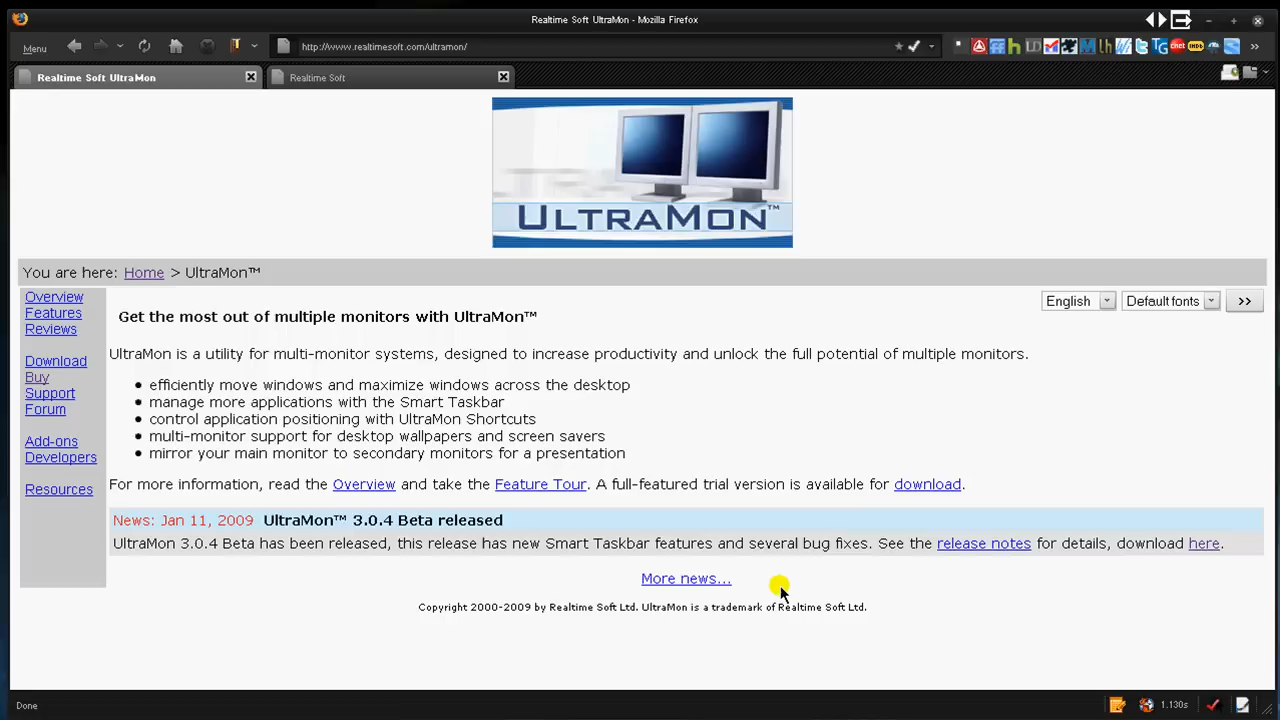 Realtime Soft UltraMon - Mozilla Firefox
Menu
http://www.realtimesoft.com/ultramon/
Realtime Soft UltraMon
Realtime Soft
ULTRAMON™
You are here: Home > UltraMon™
Overview
Features
Reviews
Download
Buy
Support
Forum
Add-ons
Developers
Resources
English
Default fonts
>>
Get the most out of multiple monitors with UltraMon™
UltraMon is a utility for multi-monitor systems, designed to increase productivity and unlock the full potential of multiple monitors.
• efficiently move windows and maximize windows across the desktop
• manage more applications with the Smart Taskbar
• control application positioning with UltraMon Shortcuts
• multi-monitor support for desktop wallpapers and screen savers
• mirror your main monitor to secondary monitors for a presentation
For more information, read the Overview and take the Feature Tour. A full-featured trial version is available for download.
News: Jan 11, 2009 UltraMon™ 3.0.4 Beta released
UltraMon 3.0.4 Beta has been released, this release has new Smart Taskbar features and several bug fixes. See the release notes for details, download here.
More news...
Copyright 2000-2009 by Realtime Soft Ltd. UltraMon is a trademark of Realtime Soft Ltd.
Done
1.130s